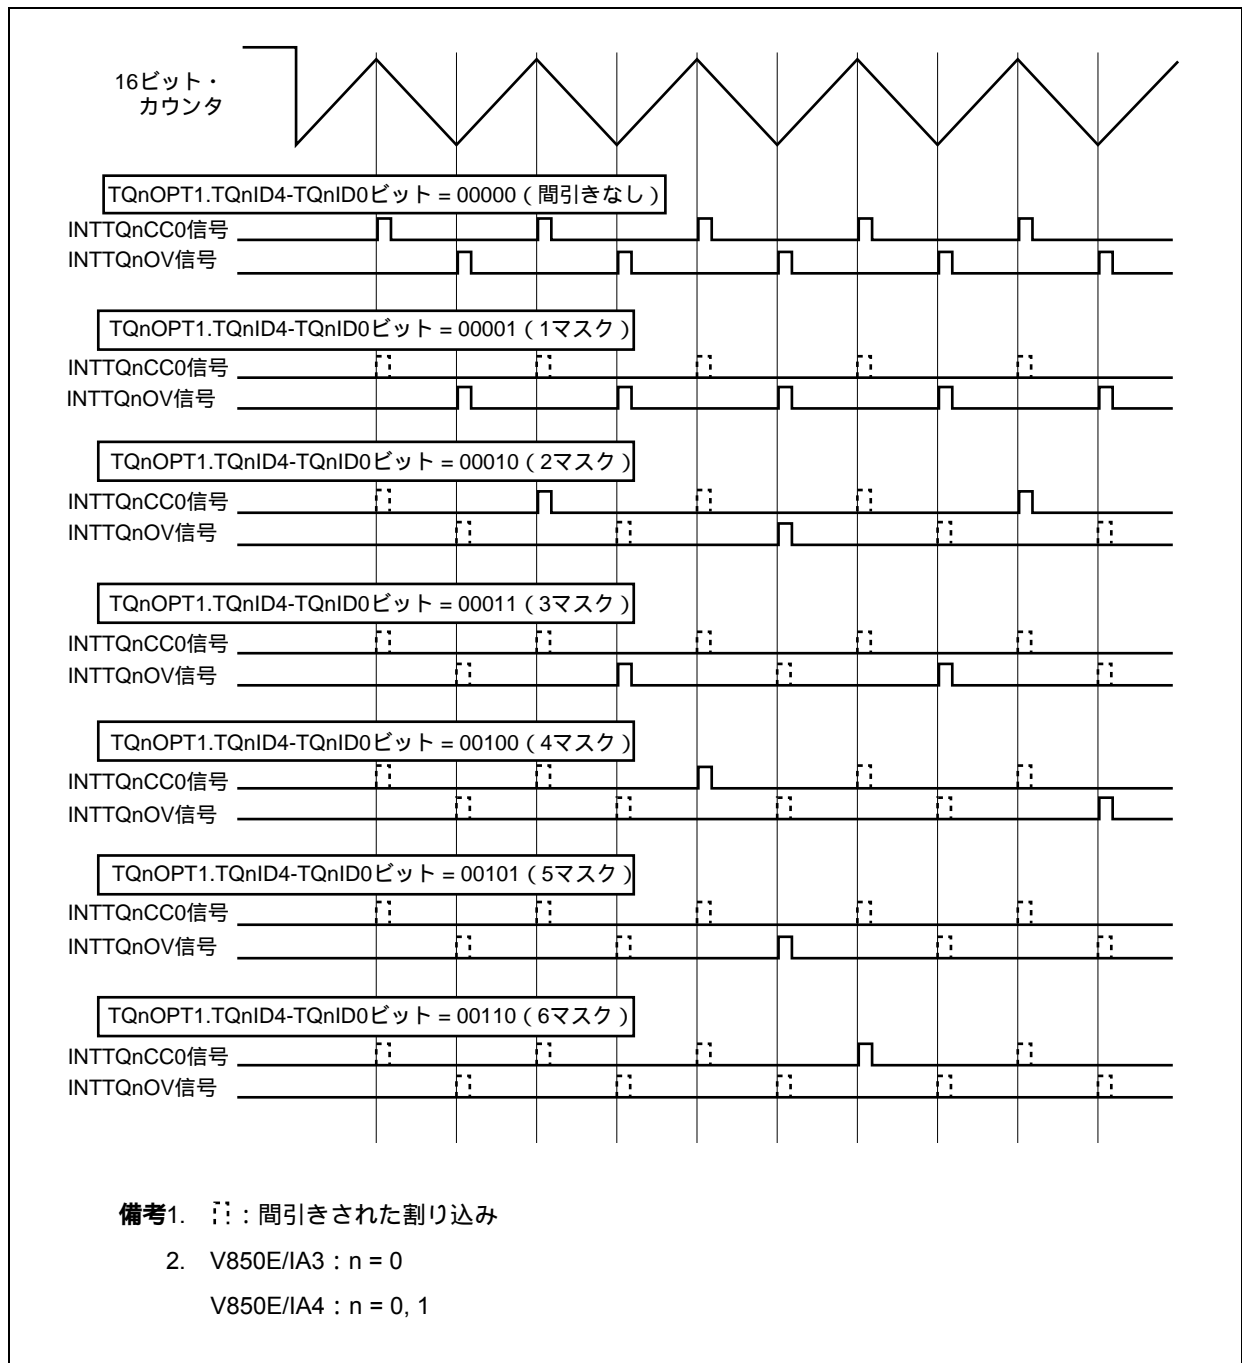 16ビット・
カウンタ
TQnOPT1.TQnID4-TQnID0ビット = 00000（間引きなし）
INTTQnCC0信号
INTTQnOV信号
TQnOPT1.TQnID4-TQnID0ビット = 00001（1マスク）
INTTQnCC0信号
INTTQnOV信号
TQnOPT1.TQnID4-TQnID0ビット = 00010（2マスク）
INTTQnCC0信号
INTTQnOV信号
TQnOPT1.TQnID4-TQnID0ビット = 00011（3マスク）
INTTQnCC0信号
INTTQnOV信号
TQnOPT1.TQnID4-TQnID0ビット = 00100（4マスク）
INTTQnCC0信号
INTTQnOV信号
TQnOPT1.TQnID4-TQnID0ビット = 00101（5マスク）
INTTQnCC0信号
INTTQnOV信号
TQnOPT1.TQnID4-TQnID0ビット = 00110（6マスク）
INTTQnCC0信号
INTTQnOV信号
備考1. ：間引きされた割り込み
2. V850E/IA3：n = 0
V850E/IA4：n = 0, 1